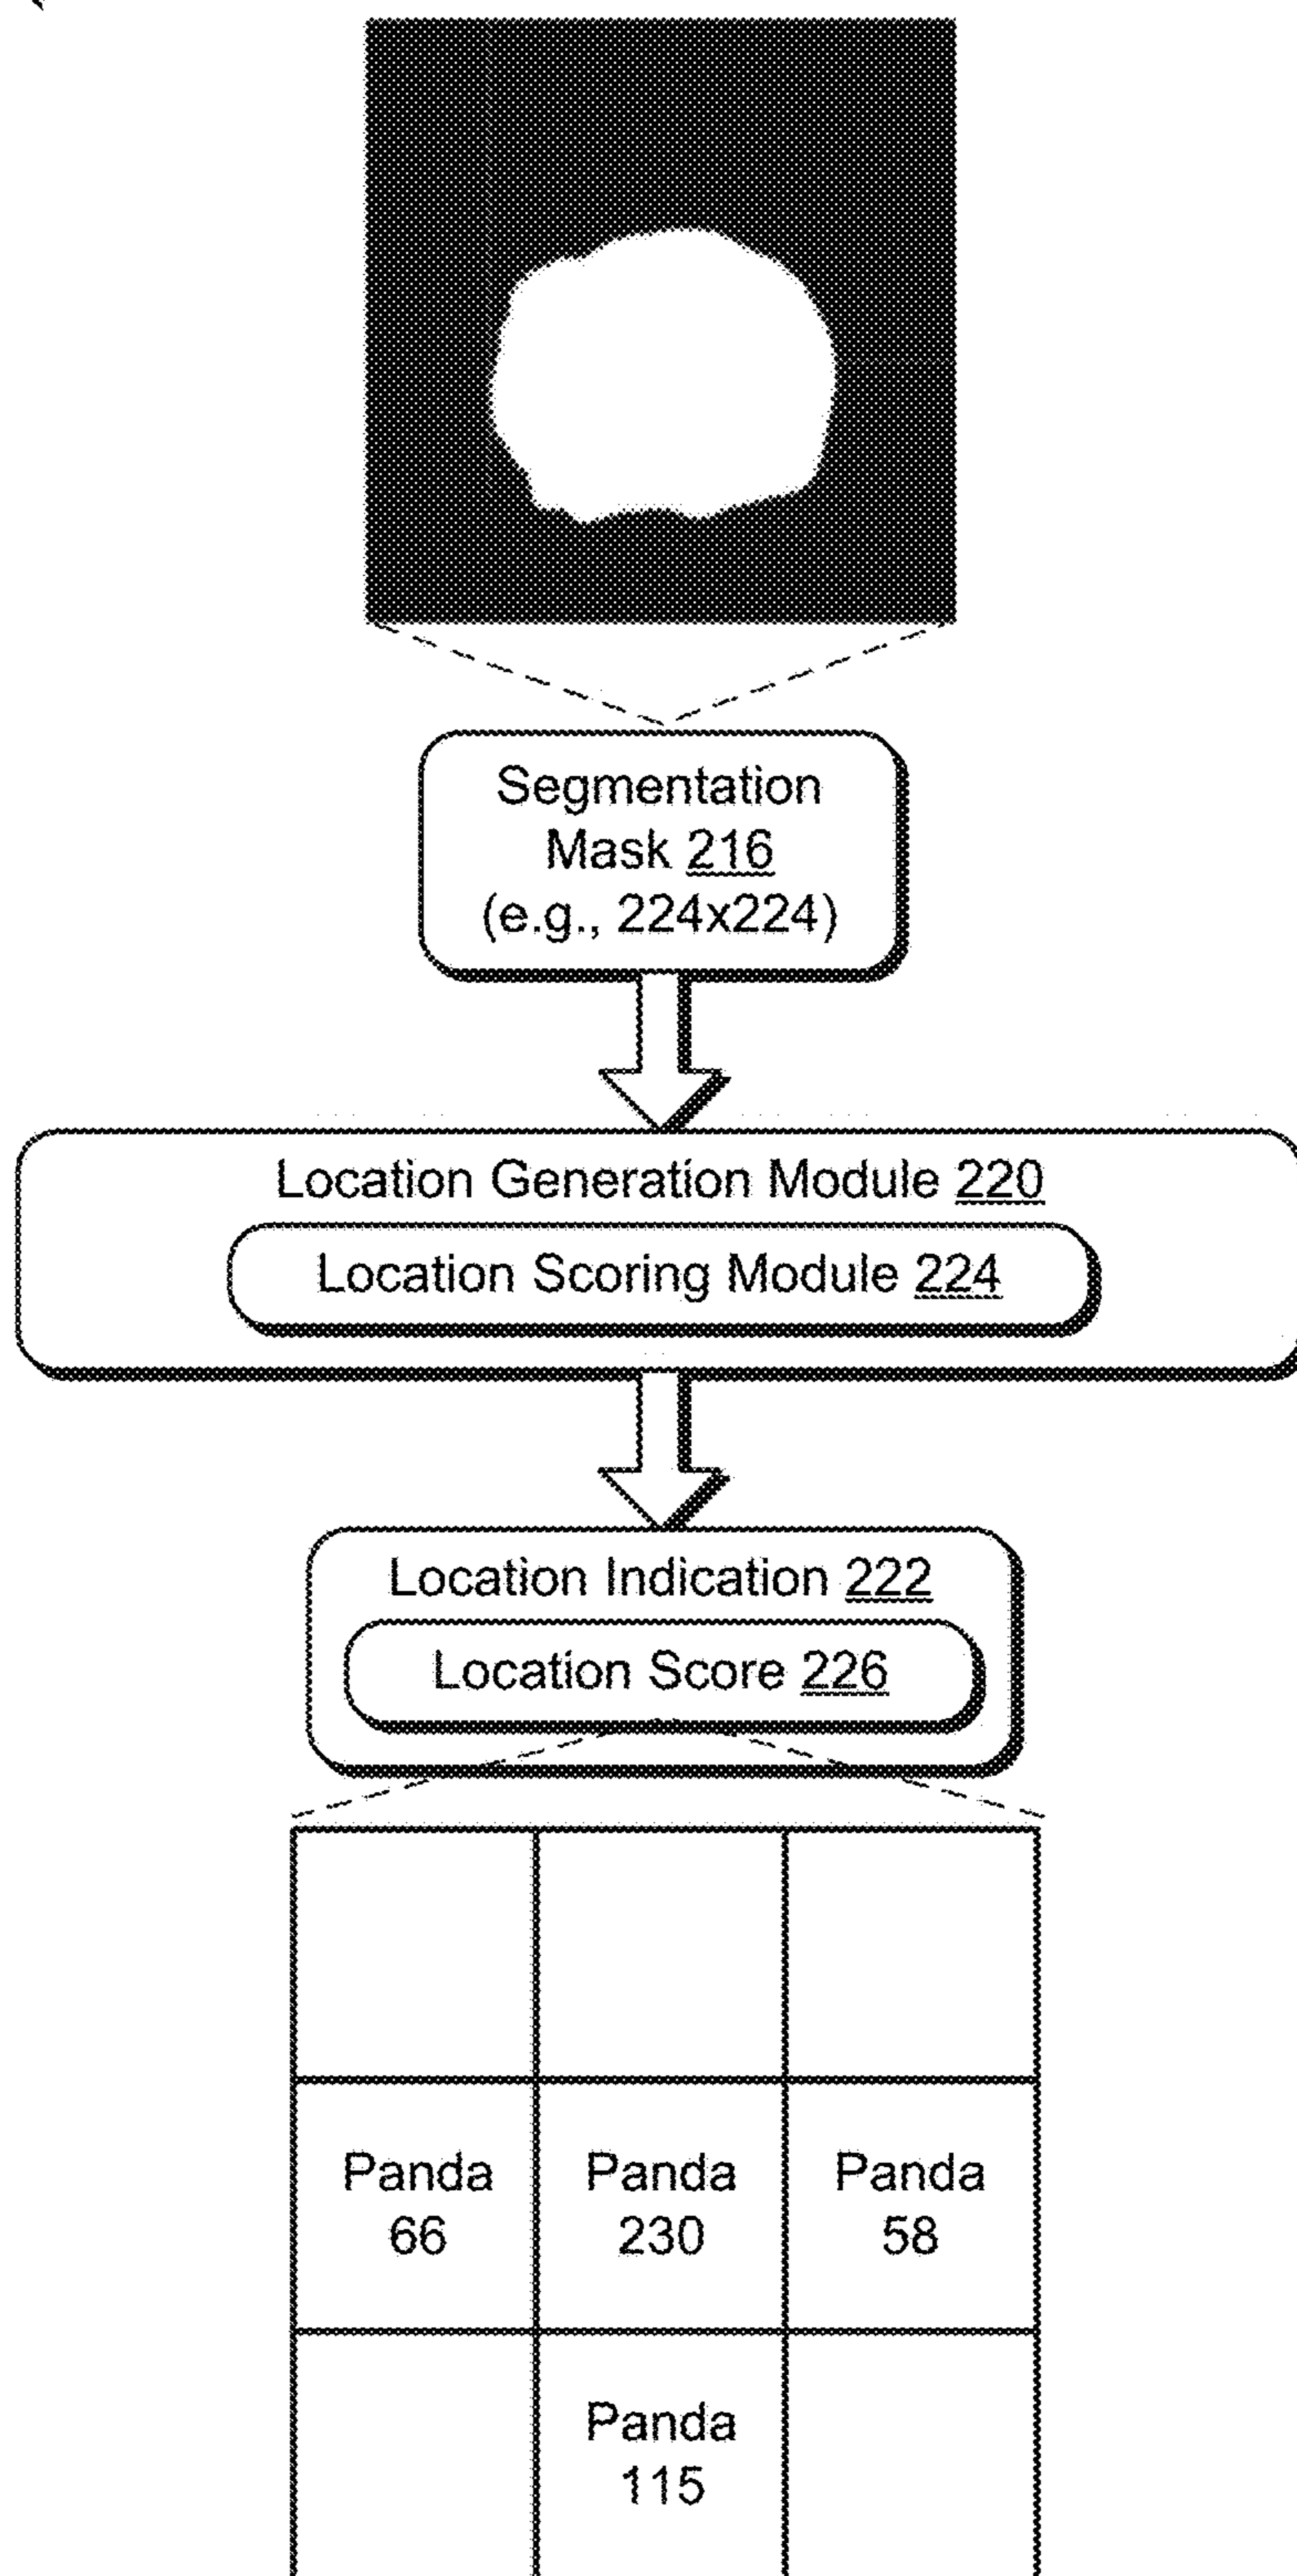 Segmentation
Mask 216
(e.g., 224x224)
Location Generation Module 220
Location Scoring Module 224
Location Indication 222
Location Score 226
Panda Panda Panda
66 230 58
Panda
115